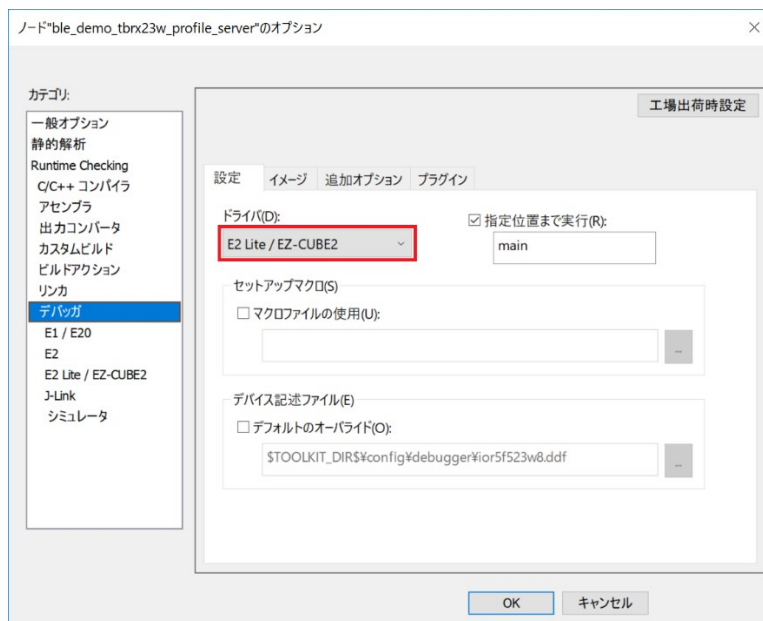 ノード"ble_demo_tbrx23w_profile_server"のオプション
カテゴリ:
一般オプション
静的解析
Runtime Checking
C/C++ コンパイラ
アセンブラ
出力コンバータ
カスタムビルド
ビルドアクション
リンカ
デバッガ
E1 / E20
E2
E2 Lite / EZ-CUBE2
J-Link
シミュレータ
工場出荷時設定
設定 イメージ 追加オプション プラグイン
ドライバ(D):
E2 Lite / EZ-CUBE2
指定位置まで実行(R):
main
セットアップマクロ(S)
マクロファイルの使用(U):
...
デバイス記述ファイル(E)
デフォルトのオーバライド(O):
$TOOLKIT_DIR$¥config¥debugger¥ior5f523w8.ddf
...
OK キャンセル